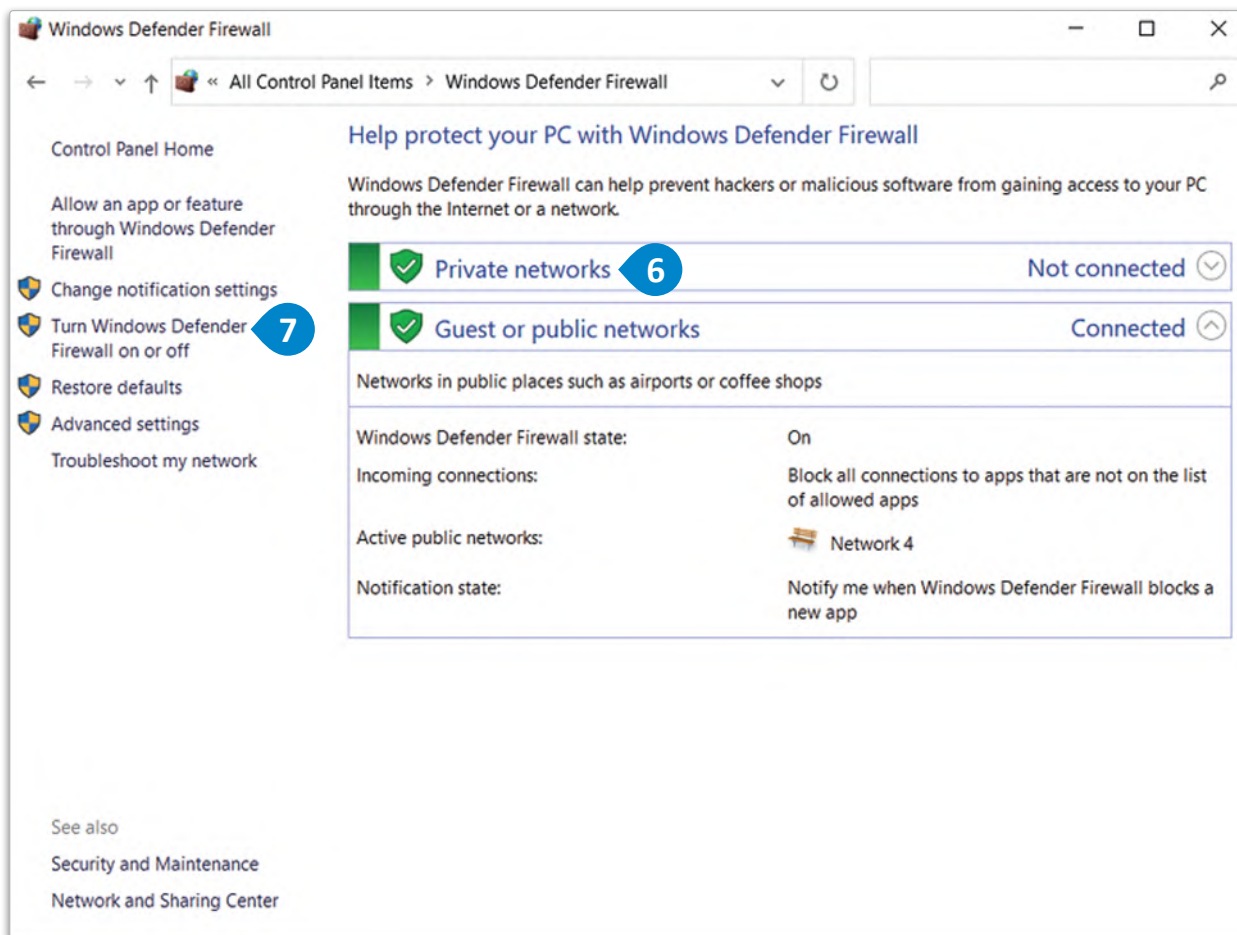 Windows Defender Firewall
« All Control Panel Items > Windows Defender Firewall
Control Panel Home
Allow an app or feature
through Windows Defender
Firewall
Change notification settings
Turn Windows Defender
Firewall on or off
7
Restore defaults
Advanced settings
Troubleshoot my network
Help protect your PC with Windows Defender Firewall
Windows Defender Firewall can help prevent hackers or malicious software from gaining access to your PC
through the Internet or a network.
Private networks 6 Not connected
Guest or public networks Connected
Networks in public places such as airports or coffee shops
Windows Defender Firewall state: On
Incoming connections: Block all connections to apps that are not on the list
of allowed apps
Active public networks: Network 4
Notification state: Notify me when Windows Defender Firewall blocks a
new app
See also
Security and Maintenance
Network and Sharing Center